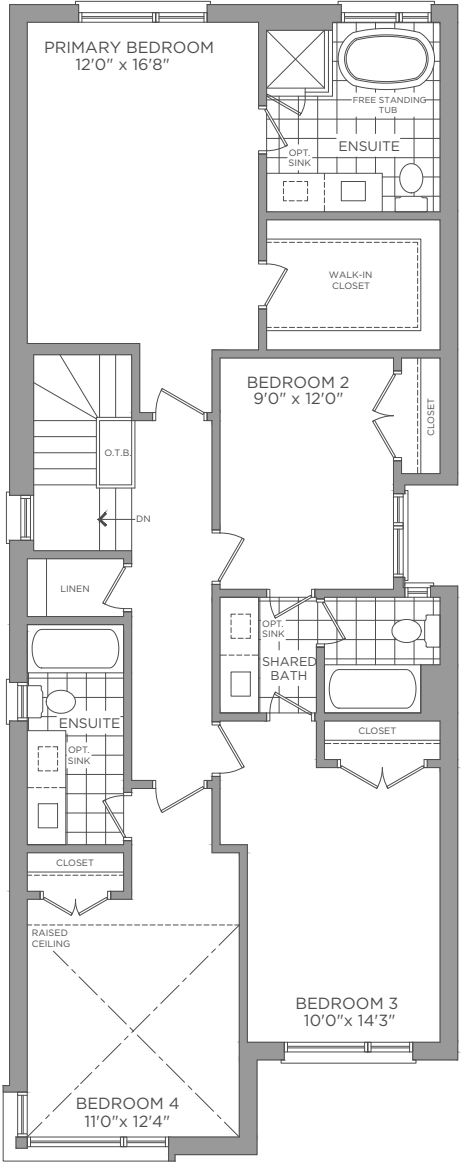 PRIMARY BEDROOM
12'0" x 16'8"
FREE STANDING
TUB
ENSUITE
OPT.
SINK
WALK-IN
CLOSET
BEDROOM 2
9'0" x 12'0"
CLOSET
O.T.B.
DN
LINEN
OPT.
SINK
SHARED
BATH
ENSUITE
OPT.
SINK
CLOSET
CLOSET
RAISED
CEILING
BEDROOM 3
10'0"x 14'3"
BEDROOM 4
11'0"x 12'4"